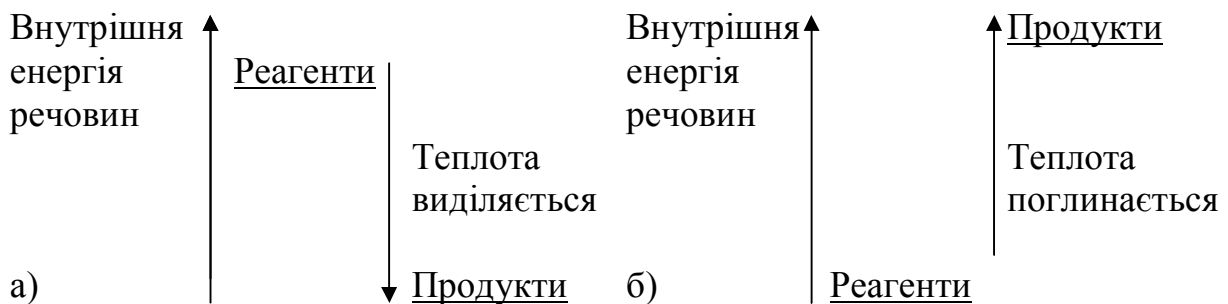 Внутрішня
енергія
речовин
Реагенти
Теплота
виділяється
а)
Продукти
Внутрішня
енергія
речовин
Продукти
Теплота
поглинається
б)
Реагенти